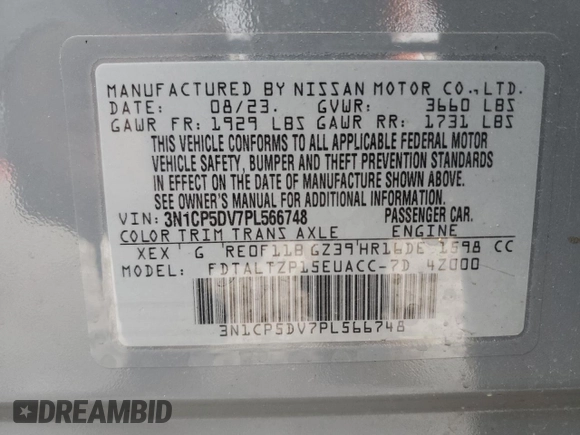 MANUFACTURED BY NISSAN MOTOR CO., LTD.
DATE: 08/23. GVWR: 3660 LBS
GAWR FR: 1929 LBS GAWR RR: 1731 LBS
THIS VEHICLE CONFORMS TO ALL APPLICABLE FEDERAL MOTOR
VEHICLE SAFETY, BUMPER AND THEFT PREVENTION STANDARDS
IN EFFECT ON THE DATE OF MANUFACTURE SHOWN ABOVE.
SEE OWNER'S MANUAL FOR ADDITIONAL INFORMATION.
VIN: 3N1CP5DV7PL566748 PASSENGER CAR.
COLOR TRIM TRANS AXLE ENGINE
XEX G RE0F11B GZ39 HR16DE 1598 CC
MODEL: FDTALTZP15EUACC-7D 4Z000
3N1CP5DV7PL566748
DREAMBID